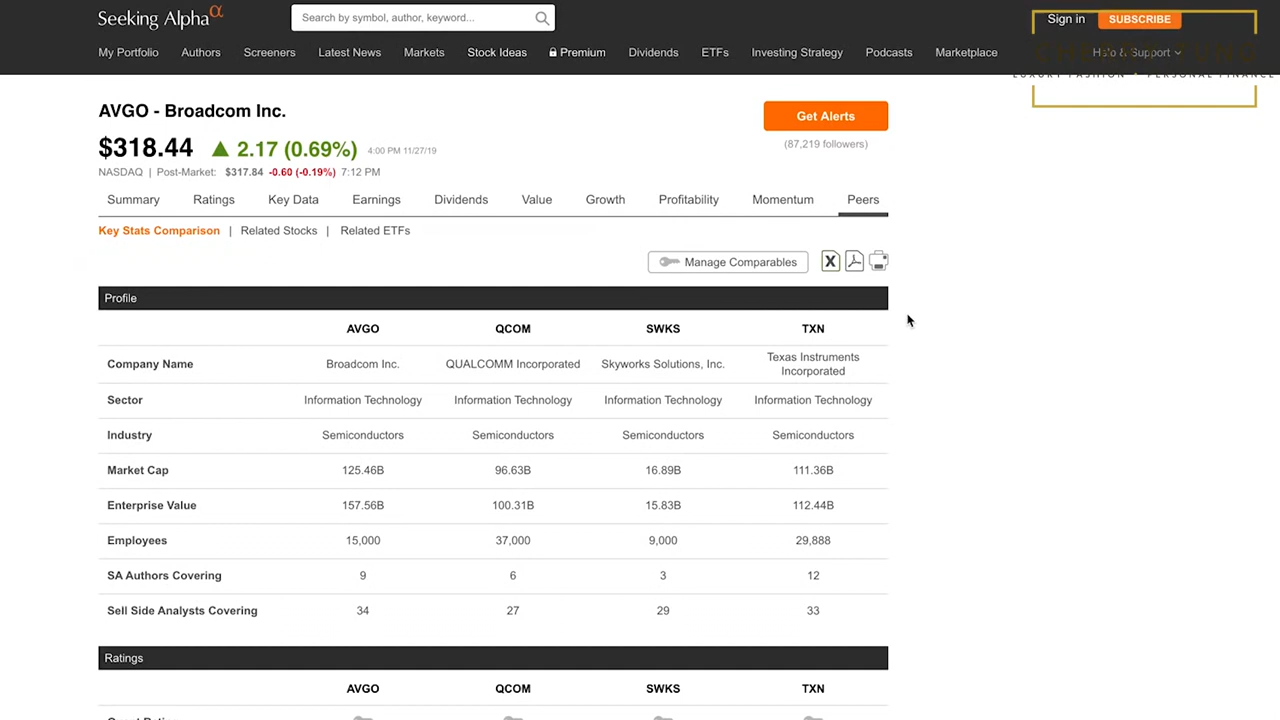 Seeking Alpha α
Search by symbol, author, keyword...
Sign in SUBSCRIBE
My Portfolio Authors Screeners Latest News Markets Stock Ideas Premium Dividends ETFs Investing Strategy Podcasts Marketplace Help & Support
LUXURY FASHION • PERSONAL FINANCE
AVGO - Broadcom Inc.
Get Alerts
$318.44 2.17 (0.69%) 4:00 PM 11/27/19
(87,219 followers)
NASDAQ | Post-Market: $317.84 -0.60 (-0.19%) 7:12 PM
Summary Ratings Key Data Earnings Dividends Value Growth Profitability Momentum Peers
Key Stats Comparison | Related Stocks | Related ETFs
Manage Comparables X
Profile
AVGO QCOM SWKS TXN
Company Name Broadcom Inc. QUALCOMM Incorporated Skyworks Solutions, Inc. Texas Instruments
Incorporated
Sector Information Technology Information Technology Information Technology Information Technology
Industry Semiconductors Semiconductors Semiconductors Semiconductors
Market Cap 125.46B 96.63B 16.89B 111.36B
Enterprise Value 157.56B 100.31B 15.83B 112.44B
Employees 15,000 37,000 9,000 29,888
SA Authors Covering 9 6 3 12
Sell Side Analysts Covering 34 27 29 33
Ratings
AVGO QCOM SWKS TXN